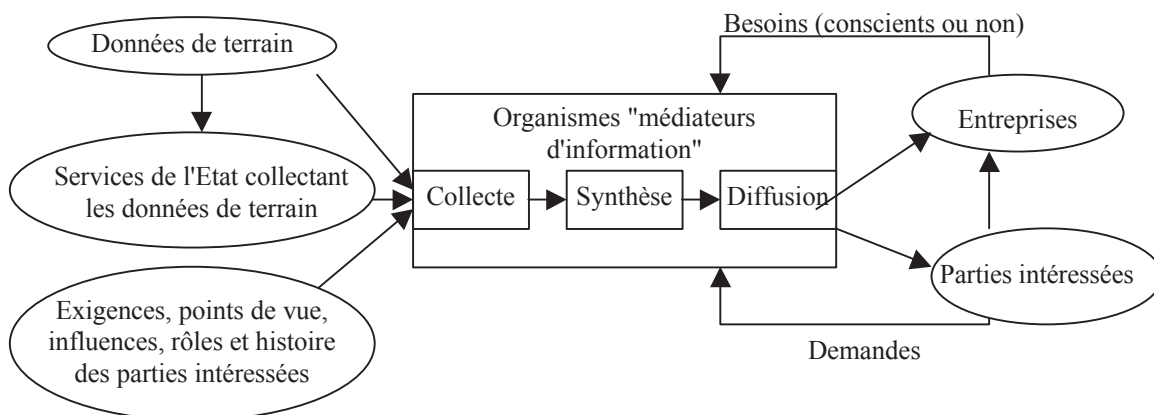 Données de terrain
Besoins (conscients ou non)
Organismes "médiateurs
d'information"
Entreprises
Services de l'Etat collectant
les données de terrain
Collecte
Synthèse
Diffusion
Parties intéressées
Exigences, points de vue,
influences, rôles et histoire
des parties intéressées
Demandes